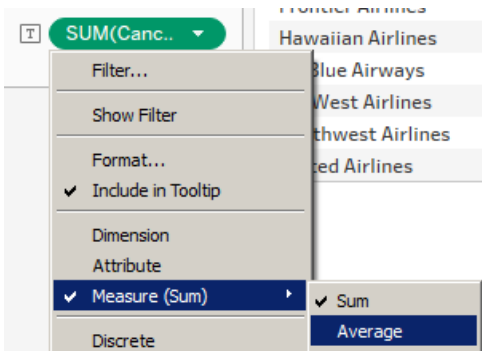 Frontier Airlines
T SUM(Canc..
Hawaiian Airlines
Filter...
Blue Airways
Show Filter
West Airlines
thwest Airlines
Format...
ted Airlines
Include in Tooltip
Dimension
Attribute
Measure (Sum)
Sum
Discrete
Average